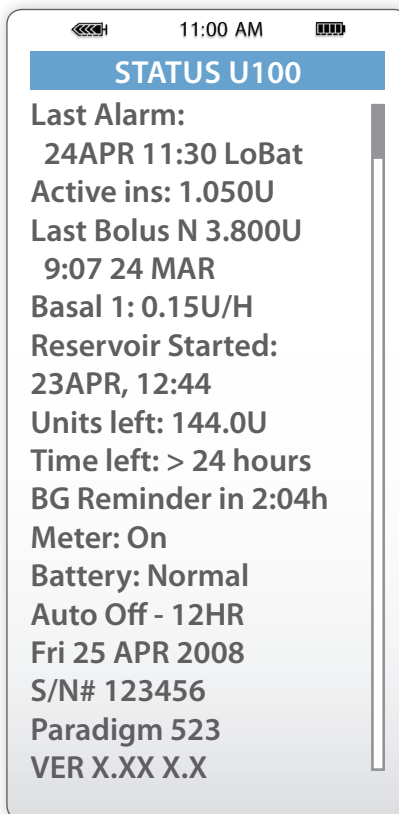 11:00 AM
STATUS U100
Last Alarm:
24APR 11:30 LoBat
Active ins: 1.050U
Last Bolus N 3.800U
9:07 24 MAR
Basal 1: 0.15U/H
Reservoir Started:
23APR, 12:44
Units left: 144.0U
Time left: > 24 hours
BG Reminder in 2:04h
Meter: On
Battery: Normal
Auto Off - 12HR
Fri 25 APR 2008
S/N# 123456
Paradigm 523
VER X.XX X.X